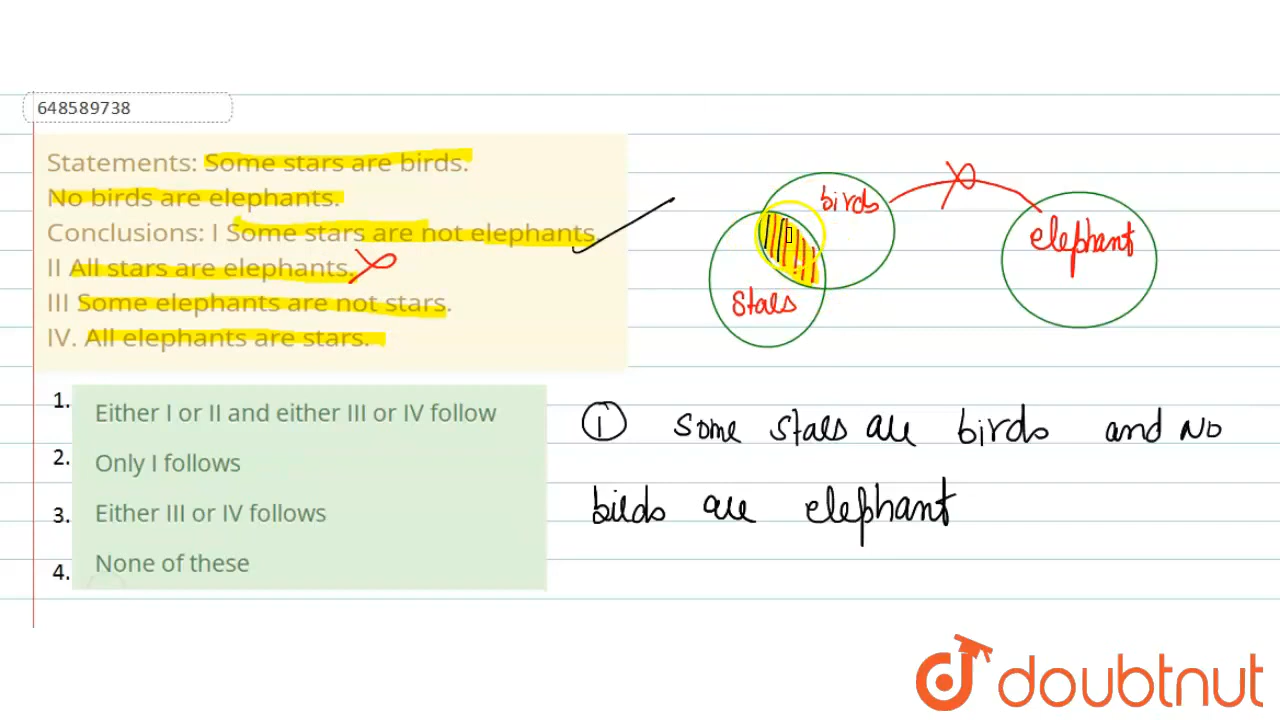 648589738
Statements: Some stars are birds.
No birds are elephants.
Conclusions: I Some stars are not elephants.
II All stars are elephants.
III Some elephants are not stars.
IV. All elephants are stars.
1. Either I or II and either III or IV follow
2. Only I follows
3. Either III or IV follows
4. None of these
birds
elephant
stars
1 Some stars are birds and No
birds are elephant
doubtnut